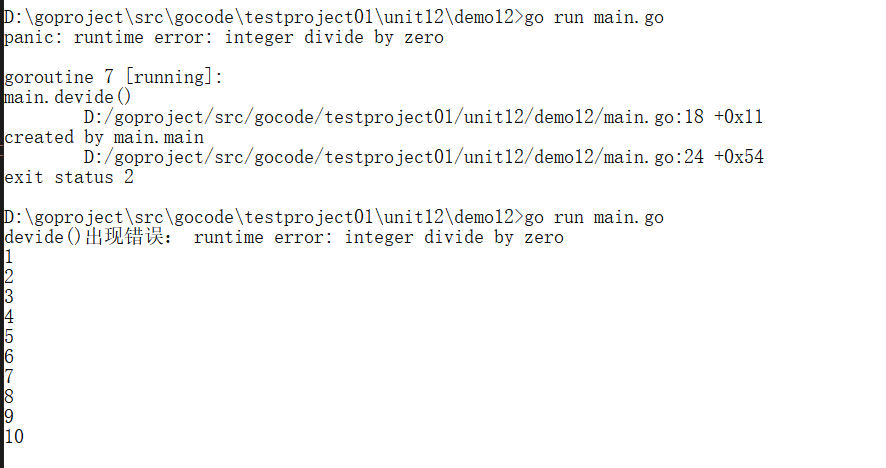 D:\goproject\src\gocode\testproject01\unit12\demo12>go run main.go
panic: runtime error: integer divide by zero
goroutine 7 [running]:
main.devide()
D:/goproject/src/gocode/testproject01/unit12/demo12/main.go:18 +0x11
created by main.main
D:/goproject/src/gocode/testproject01/unit12/demo12/main.go:24 +0x54
exit status 2
D:\goproject\src\gocode\testproject01\unit12\demo12>go run main.go
devide()出现错误： runtime error: integer divide by zero
1
2
3
4
5
6
7
8
9
10